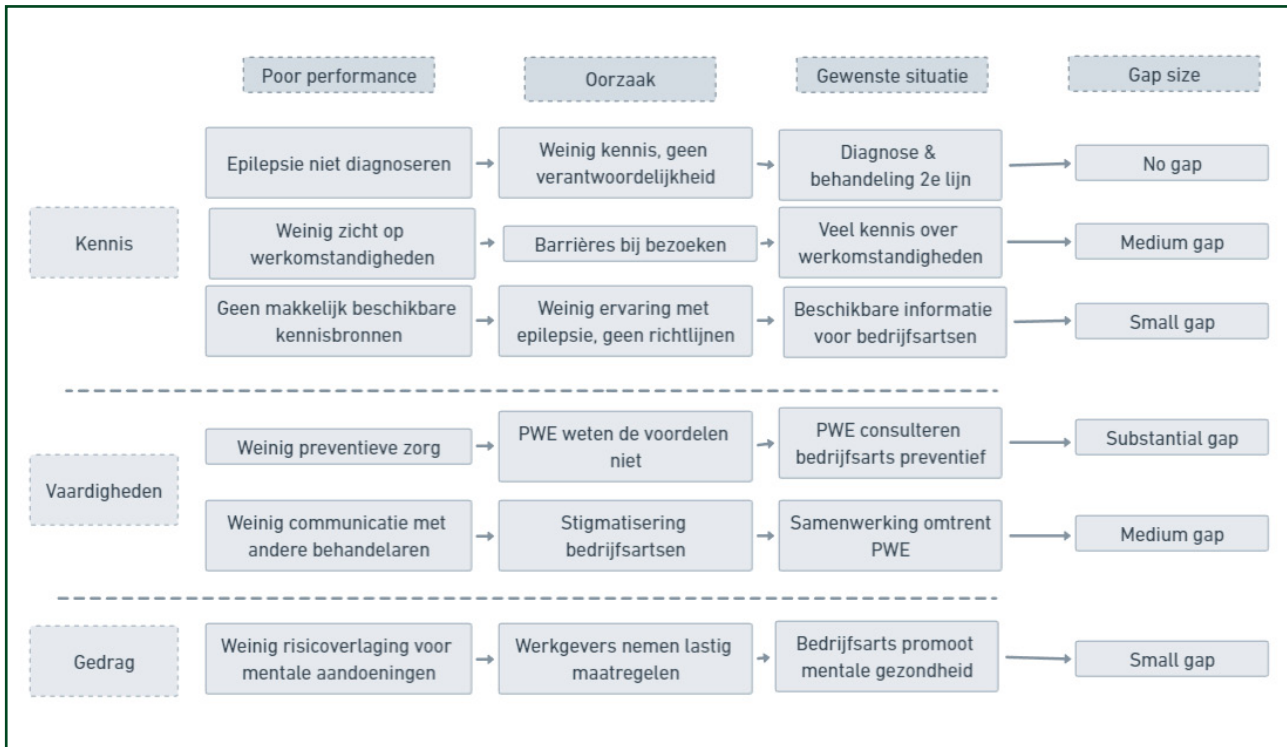 Poor performance
Oorzaak
Gewenste situatie
Gap size
Kennis
Epilepsie niet diagnoseren
Weinig kennis, geen
verantwoordelijkheid
Diagnose &
behandeling 2e lijn
No gap
Weinig zicht op
werkomstandigheden
Barrières bij bezoeken
Veel kennis over
werkomstandigheden
Medium gap
Geen makkelijk beschikbare
kennisbronnen
Weinig ervaring met
epilepsie, geen richtlijnen
Beschikbare informatie
voor bedrijfsartsen
Small gap
Vaardigheden
Weinig preventieve zorg
PWE weten de voordelen
niet
PWE consulteren
bedrijfsarts preventief
Substantial gap
Weinig communicatie met
andere behandelaren
Stigmatisering
bedrijfsartsen
Samenwerking omtrent
PWE
Medium gap
Gedrag
Weinig risicoverlaging voor
mentale aandoeningen
Werkgevers nemen lastig
maatregelen
Bedrijfsarts promoot
mentale gezondheid
Small gap